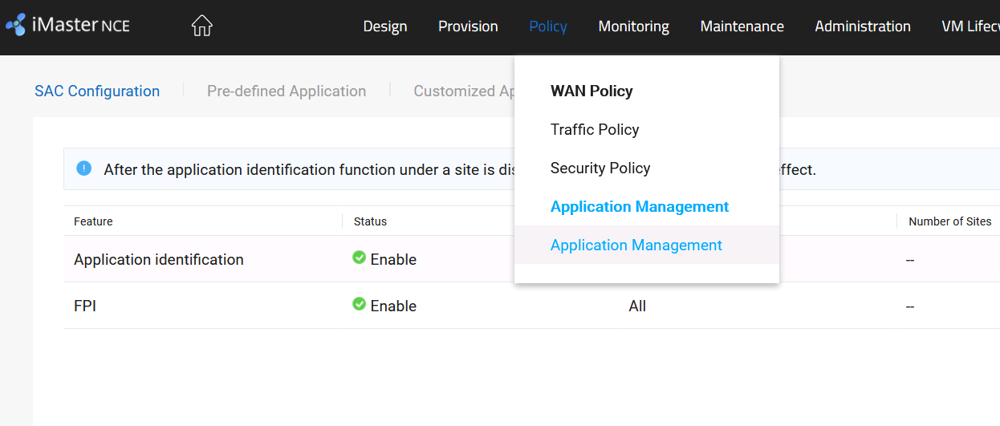 iMaster NCE
Design Provision Policy Monitoring Maintenance Administration VM Lifecy
SAC Configuration Pre-defined Application Customized Ap
WAN Policy
Traffic Policy
Security Policy
Application Management
Application Management
After the application identification function under a site is dis ffect.
Feature Status Number of Sites
Application identification Enable --
FPI Enable All --